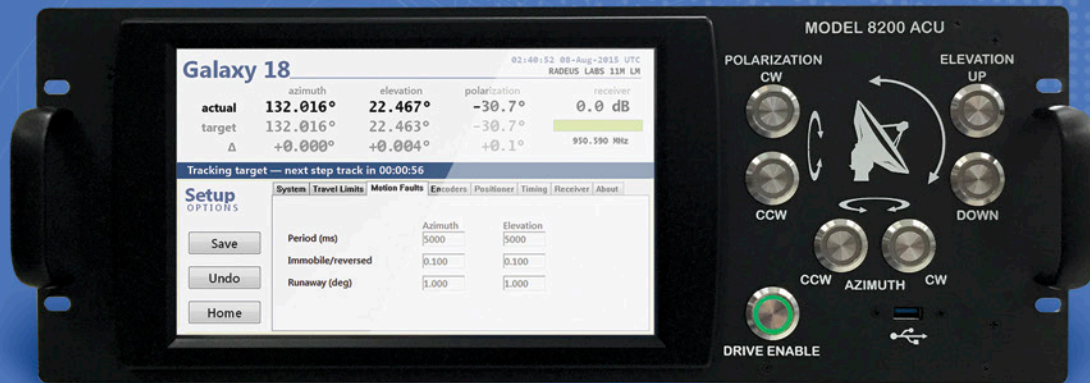 MODEL 8200 ACU
02:40:52 08-Aug-2015 UTC
Galaxy 18
RADEUS LABS 11M LM
azimuth elevation polarization receiver
actual 132.016° 22.467° -30.7° 0.0 dB
target 132.016° 22.463° -30.7°
Δ +0.000° +0.004° +0.1° 950.590 MHz
Tracking target — next step track in 00:00:56
Setup
OPTIONS
System Travel Limits Motion Faults Encoders Positioner Timing Receiver About
Azimuth Elevation
Period (ms) 5000 5000
Immobile/reversed 0.100 0.100
Runaway (deg) 1.000 1.000
Save
Undo
Home
POLARIZATION
CW
CCW
ELEVATION
UP
DOWN
CCW AZIMUTH CW
DRIVE ENABLE